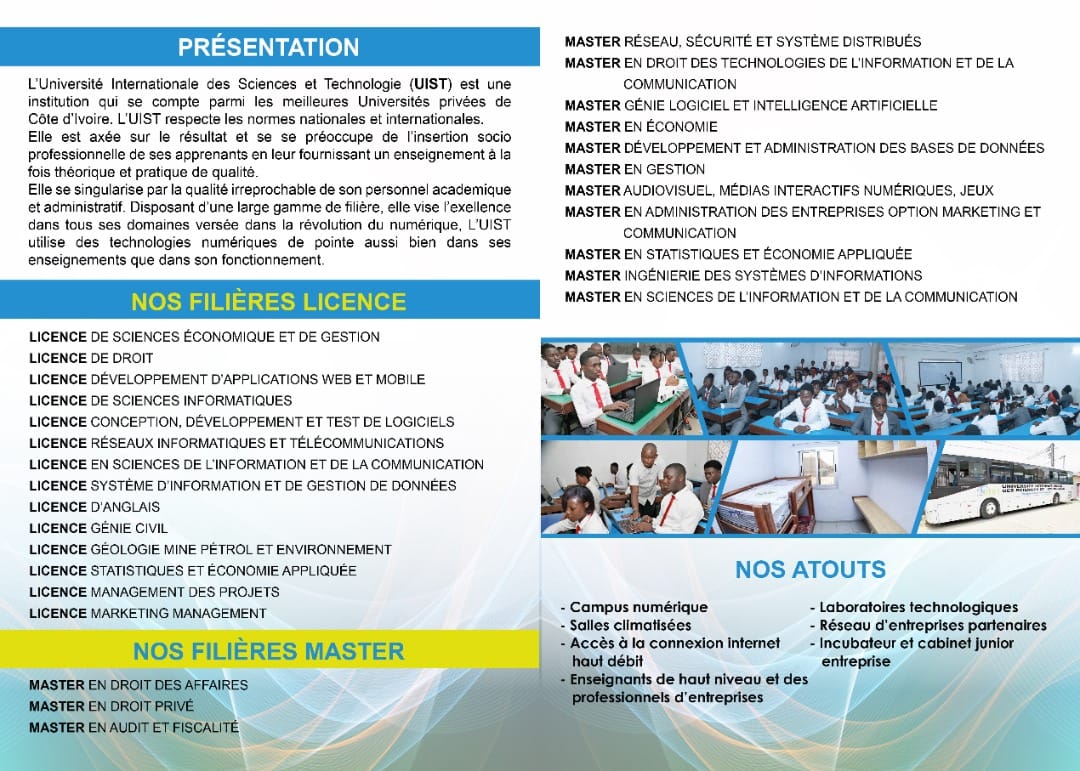 PRÉSENTATION
L'Université Internationale des Sciences et Technologie (UIST) est une
institution qui se compte parmi les meilleures Universités privées de
Côte d'Ivoire. L'UIST respecte les normes nationales et internationales.
Elle est axée sur le résultat et se se préoccupe de l'insertion socio
professionnelle de ses apprenants en leur fournissant un enseignement à la
fois théorique et pratique de qualité.
Elle se singularise par la qualité irreprochable de son personnel academique
et administratif. Disposant d'une large gamme de filière, elle vise l'exellence
dans tous ses domaines versée dans la révolution du numérique, L'UIST
utilise des technologies numériques de pointe aussi bien dans ses
enseignements que dans son fonctionnement.
NOS FILIÈRES LICENCE
LICENCE DE SCIENCES ÉCONOMIQUE ET DE GESTION
LICENCE DE DROIT
LICENCE DÉVELOPPEMENT D'APPLICATIONS WEB ET MOBILE
LICENCE DE SCIENCES INFORMATIQUES
LICENCE CONCEPTION, DÉVELOPPEMENT ET TEST DE LOGICIELS
LICENCE RÉSEAUX INFORMATIQUES ET TÉLÉCOMMUNICATIONS
LICENCE EN SCIENCES DE L'INFORMATION ET DE LA COMMUNICATION
LICENCE SYSTÈME D'INFORMATION ET DE GESTION DE DONNÉES
LICENCE D'ANGLAIS
LICENCE GÉNIE CIVIL
LICENCE GÉOLOGIE MINE PÉTROL ET ENVIRONNEMENT
LICENCE STATISTIQUES ET ÉCONOMIE APPLIQUÉE
LICENCE MANAGEMENT DES PROJETS
LICENCE MARKETING MANAGEMENT
NOS FILIÈRES MASTER
MASTER EN DROIT DES AFFAIRES
MASTER EN DROIT PRIVÉ
MASTER EN AUDIT ET FISCALITÉ
MASTER RÉSEAU, SÉCURITÉ ET SYSTÈME DISTRIBUÉS
MASTER EN DROIT DES TECHNOLOGIES DE L'INFORMATION ET DE LA
COMMUNICATION
MASTER GÉNIE LOGICIEL ET INTELLIGENCE ARTIFICIELLE
MASTER EN ÉCONOMIE
MASTER DÉVELOPPEMENT ET ADMINISTRATION DES BASES DE DONNÉES
MASTER EN GESTION
MASTER AUDIOVISUEL, MÉDIAS INTERACTIFS NUMÉRIQUES, JEUX
MASTER EN ADMINISTRATION DES ENTREPRISES OPTION MARKETING ET
COMMUNICATION
MASTER EN STATISTIQUES ET ÉCONOMIE APPLIQUÉE
MASTER INGÉNIERIE DES SYSTÈMES D'INFORMATIONS
MASTER EN SCIENCES DE L'INFORMATION ET DE LA COMMUNICATION
UNIVERSITÉ INTERNATIONALE
DES SCIENCES ET
NOS ATOUTS
- Campus numérique
- Salles climatisées
- Accès à la connexion internet
haut débit
- Enseignants de haut niveau et des
professionnels d'entreprises
- Laboratoires technologiques
- Réseau d'entreprises partenaires
- Incubateur et cabinet junior
entreprise